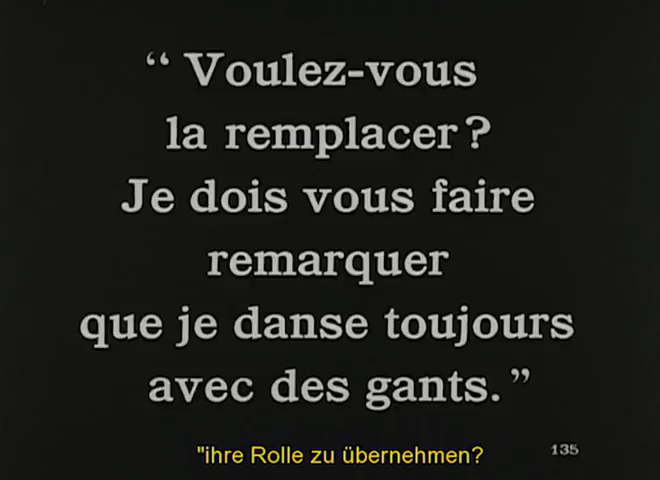 “ Voulez-vous
la remplacer ?
Je dois vous faire
remarquer
que je danse toujours
avec des gants. ”
"ihre Rolle zu übernehmen?
135